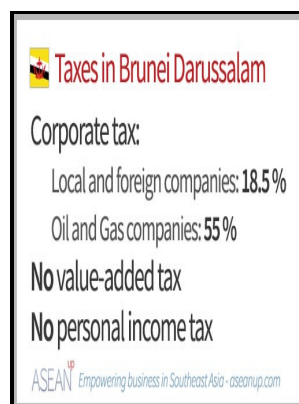 Taxes in Brunei Darussalam
Corporate tax:
Local and foreign companies: 18.5 %
Oil and Gas companies: 55 %
No value-added tax
No personal income tax
ASEAN up Empowering business in Southeast Asia - aseanup.com